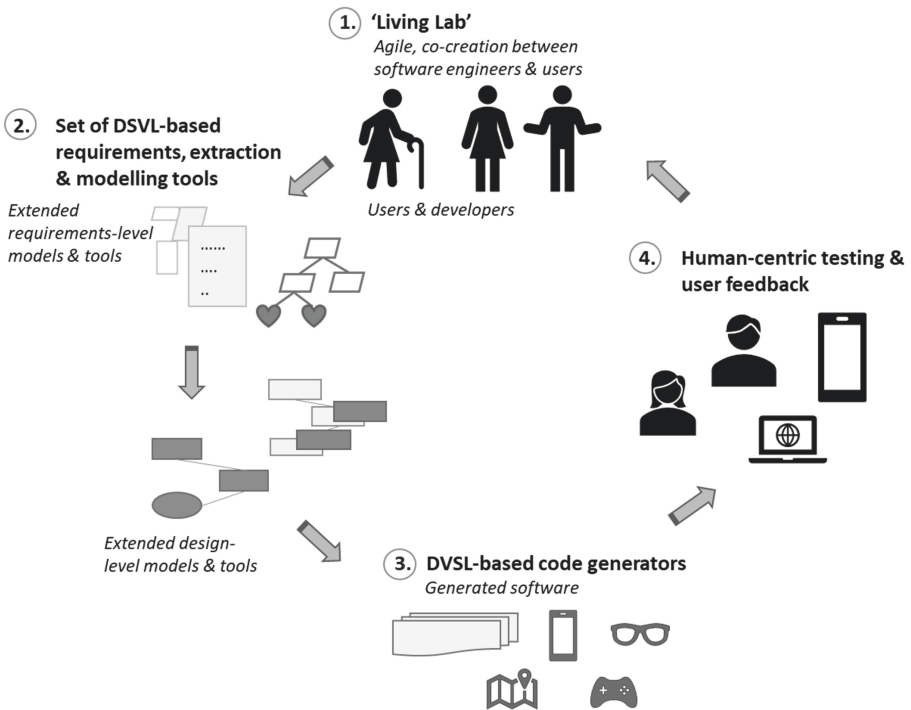 1. ‘Living Lab’
Agile, co-creation between
software engineers & users
Users & developers
2. Set of DSVL-based
requirements, extraction
& modelling tools
Extended
requirements-level
models & tools
Extended design-
level models & tools
3. DVSL-based code generators
Generated software
4. Human-centric testing &
user feedback